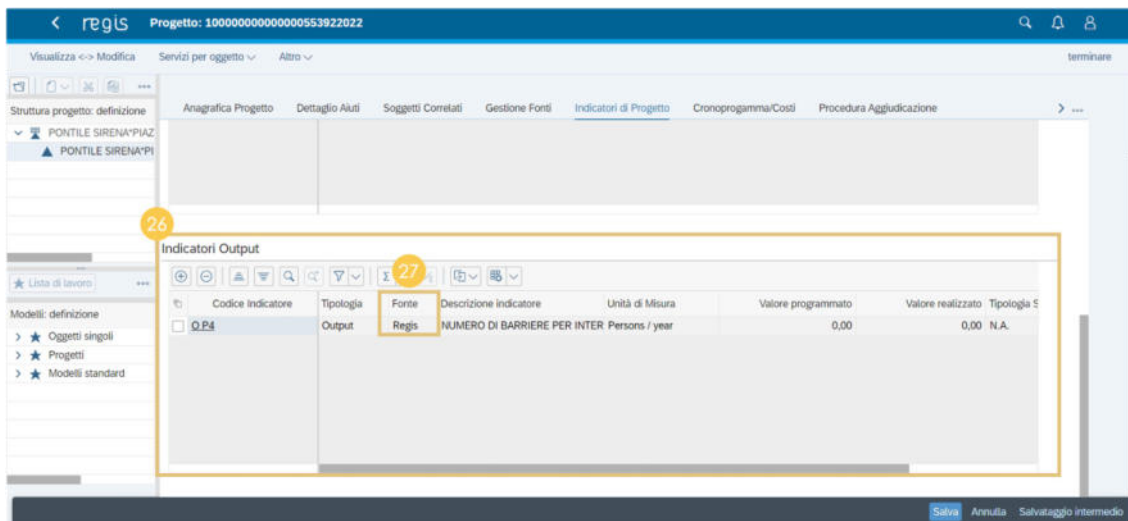 regis Progetto: 10000000000000553922022
Visualizza <-> Modifica Servizi per oggetto Altro terminare
Struttura progetto: definizione
Anagrafica Progetto Dettaglio Aiuti Soggetti Correlati Gestione Fonti Indicatori di Progetto Cronoprogamma/Costi Procedura Aggiudicazione
PONTILE SIRENA*PIAZ
PONTILE SIRENA*PI
26
Indicatori Output
27
Lista di lavoro
Codice Indicatore Tipologia Fonte Descrizione indicatore Unità di Misura Valore programmato Valore realizzato Tipologia S
Modelli: definizione
O.P4 Output Regis NUMERO DI BARRIERE PER INTER Persons / year 0,00 0,00 N.A.
Oggetti singoli
Progetti
Modelli standard
Salva Annulla Salvataggio intermedio